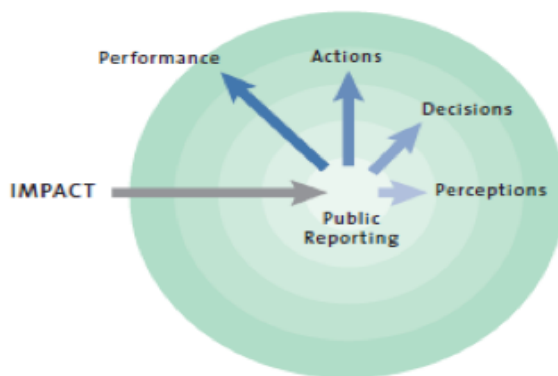 Performance
Actions
Decisions
IMPACT
Perceptions
Public
Reporting